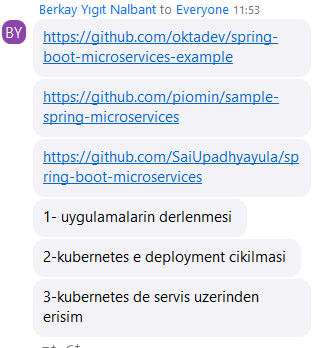 Berkay Yıgıt Nalbant to Everyone 11:53
BY
https://github.com/oktadev/spring-
boot-microservices-example
https://github.com/piomin/sample-
spring-microservices
https://github.com/SaiUpadhyayula/sp
ring-boot-microservices
1- uygulamalarin derlenmesi
2-kubernetes e deployment cikilmasi
3-kubernetes de servis uzerinden
erisim